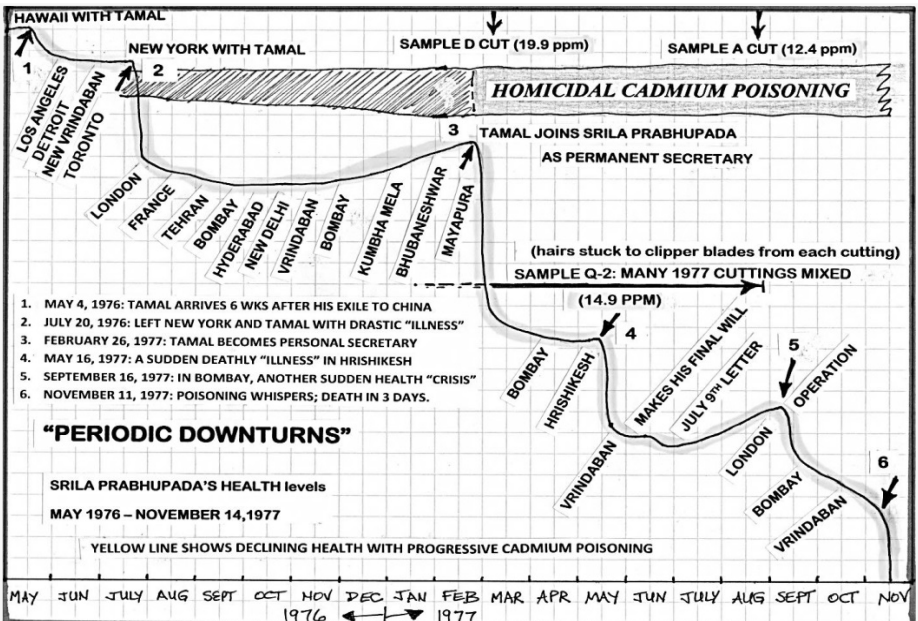 HAWAII WITH TAMAL
1
LOS ANGELES
DETROIT
NEW VRINDABAN
TORONTO
NEW YORK WITH TAMAL
2
SAMPLE D CUT (19.9 ppm)
SAMPLE A CUT (12.4 ppm)
HOMICIDAL CADMIUM POISONING
3
TAMAL JOINS SRILA PRABHUPADA
AS PERMANENT SECRETARY
LONDON
FRANCE
TEHRAN
BOMBAY
HYDERABAD
NEW DELHI
VRINDABAN
BOMBAY
KUMBHA MELA
BHUBANESHWAR
MAYAPURA
(hairs stuck to clipper blades from each cutting)
SAMPLE Q-2: MANY 1977 CUTTINGS MIXED
(14.9 PPM)
4
BOMBAY
HRISHIKESH
VRINDABAN
MAKES HIS FINAL WILL
JULY 9TH LETTER
LONDON
5
OPERATION
BOMBAY
VRINDABAN
6
1. MAY 4, 1976: TAMAL ARRIVES 6 WKS AFTER HIS EXILE TO CHINA
2. JULY 20, 1976: LEFT NEW YORK AND TAMAL WITH DRASTIC "ILLNESS"
3. FEBRUARY 26, 1977: TAMAL BECOMES PERSONAL SECRETARY
4. MAY 16, 1977: A SUDDEN DEATHLY "ILLNESS" IN HRISHIKESH
5. SEPTEMBER 16, 1977: IN BOMBAY, ANOTHER SUDDEN HEALTH "CRISIS"
6. NOVEMBER 11, 1977: POISONING WHISPERS; DEATH IN 3 DAYS.
"PERIODIC DOWNTURNS"
SRILA PRABHUPADA'S HEALTH levels
MAY 1976 – NOVEMBER 14,1977
YELLOW LINE SHOWS DECLINING HEALTH WITH PROGRESSIVE CADMIUM POISONING
MAY JUN JULY AUG SEPT OCT NOV DEC JAN FEB MAR APR MAY JUN JULY AUG SEPT OCT NOV
1976 1977